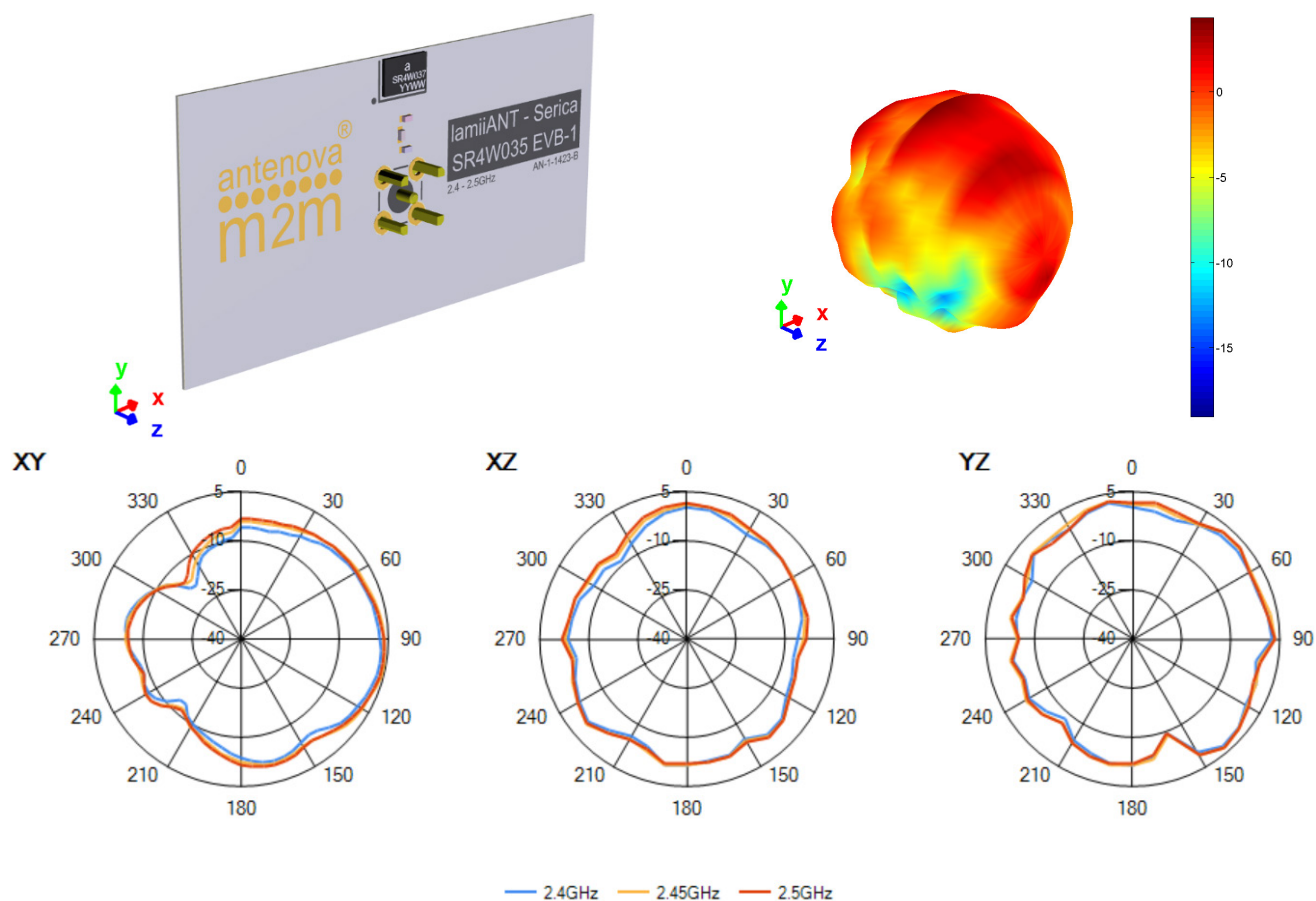 a
SR4W037
YYWW
antenova®
m2m
lamiiANT - Serica
SR4W035 EVB-1
2.4 - 2.5GHz
AN-1-1423-B
y
x
z
y
x
z
0
-5
-10
-15
XY
0
30
60
90
120
150
180
210
240
270
300
330
5
-10
-25
-40
XZ
0
30
60
90
120
150
180
210
240
270
300
330
5
-10
-25
-40
YZ
0
30
60
90
120
150
180
210
240
270
300
330
5
-10
-25
-40
2.4GHz
2.45GHz
2.5GHz